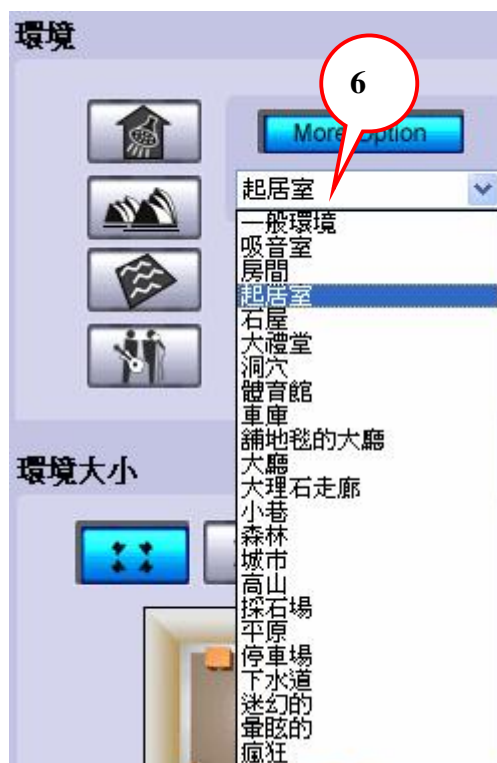 環境
6
More Option
起居室
一般環境
吸音室
房間
起居室
石屋
大禮堂
洞穴
體育館
車庫
舖地毯的大廳
大廳
大理石走廊
小巷
森林
城市
高山
採石場
平原
停車場
下水道
迷幻的
暈眩的
瘋狂
環境大小